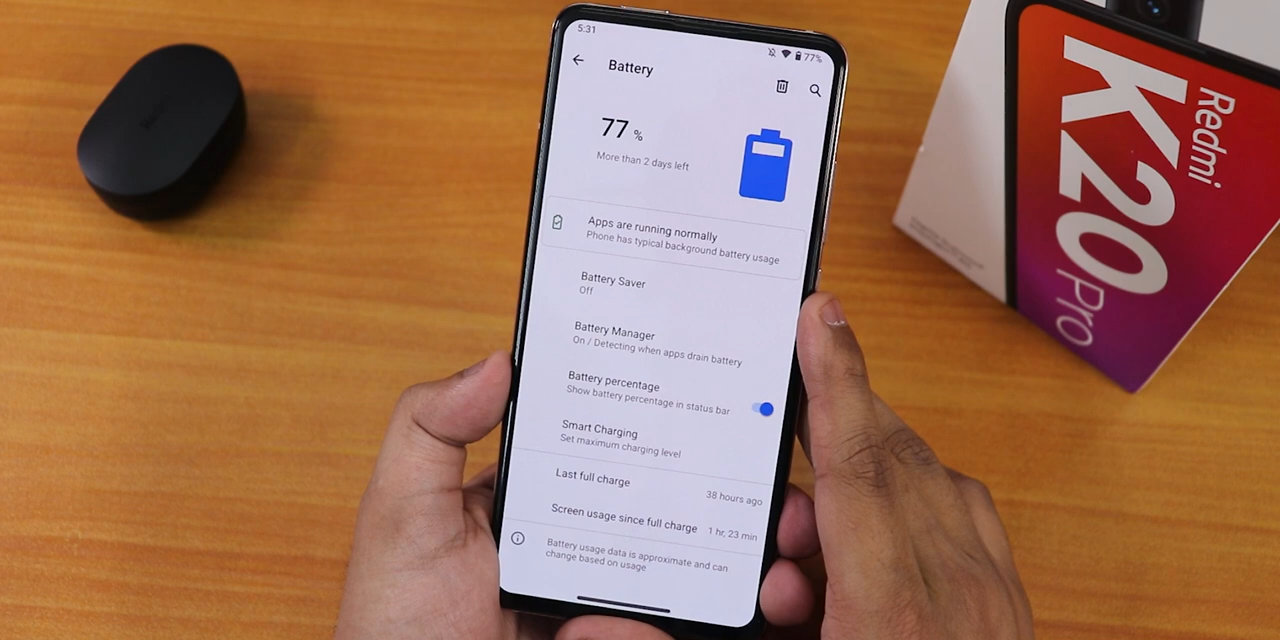 5:31
77%
Battery
77 %
More than 2 days left
Apps are running normally
Phone has typical background battery usage
Battery Saver
Off
Battery Manager
On / Detecting when apps drain battery
Battery percentage
Show battery percentage in status bar
Smart Charging
Set maximum charging level
Last full charge
38 hours ago
Screen usage since full charge
1 hr, 23 min
Battery usage data is approximate and can
change based on usage
Redmi
K20
Pro